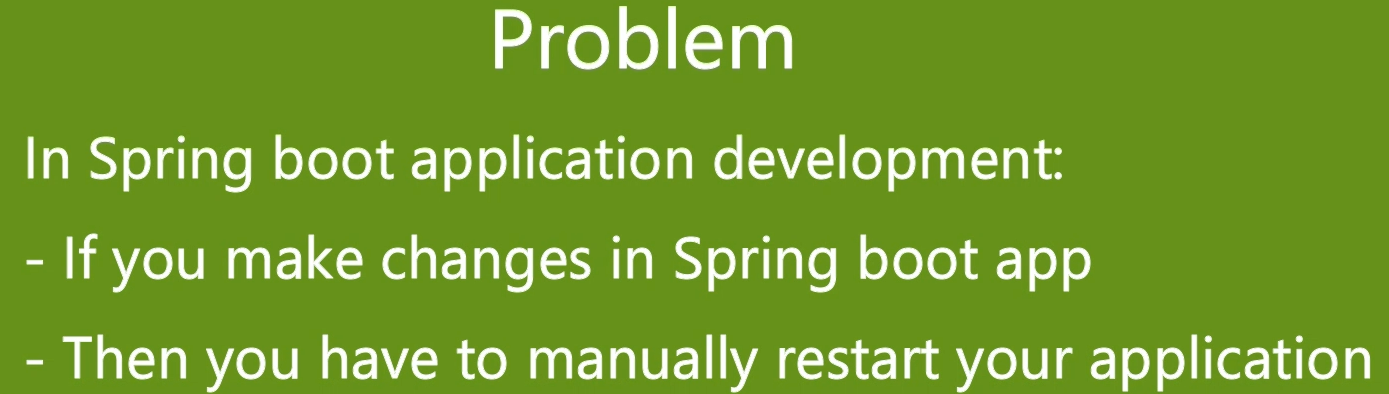 Problem
In Spring boot application development:
- If you make changes in Spring boot app
- Then you have to manually restart your application